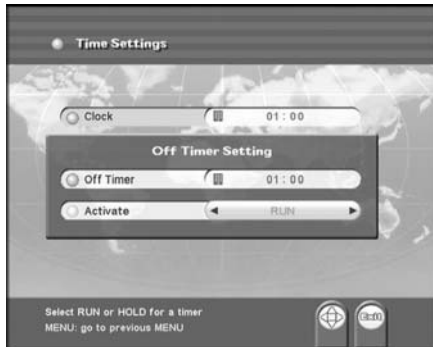 Time Settings
Clock 01:00
Off Timer Setting
Off Timer 01:00
Activate RUN
Select RUN or HOLD for a timer
MENU: go to previous MENU